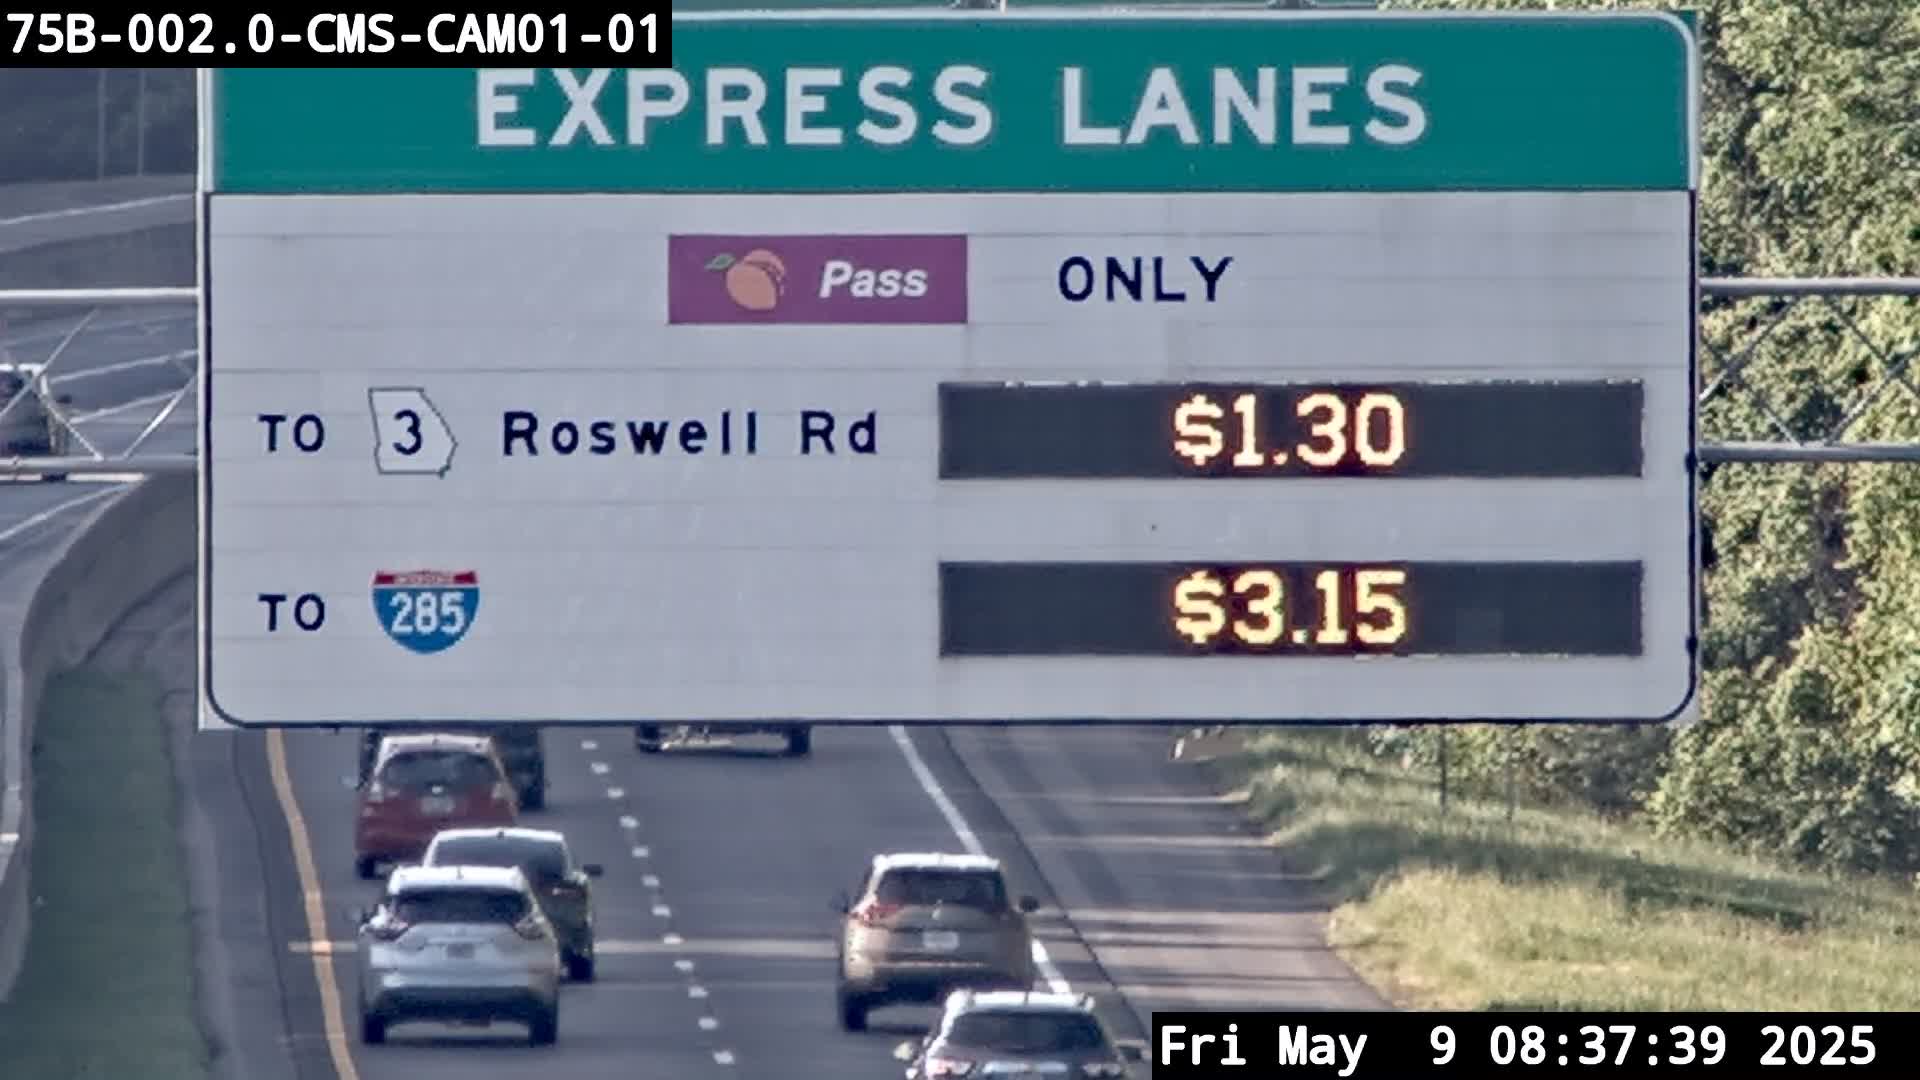 75B-002.0-CMS-CAM01-01
EXPRESS LANES
Pass ONLY
TO 3 Roswell Rd $1.30
TO 285 $3.15
Fri May 9 08:37:39 2025